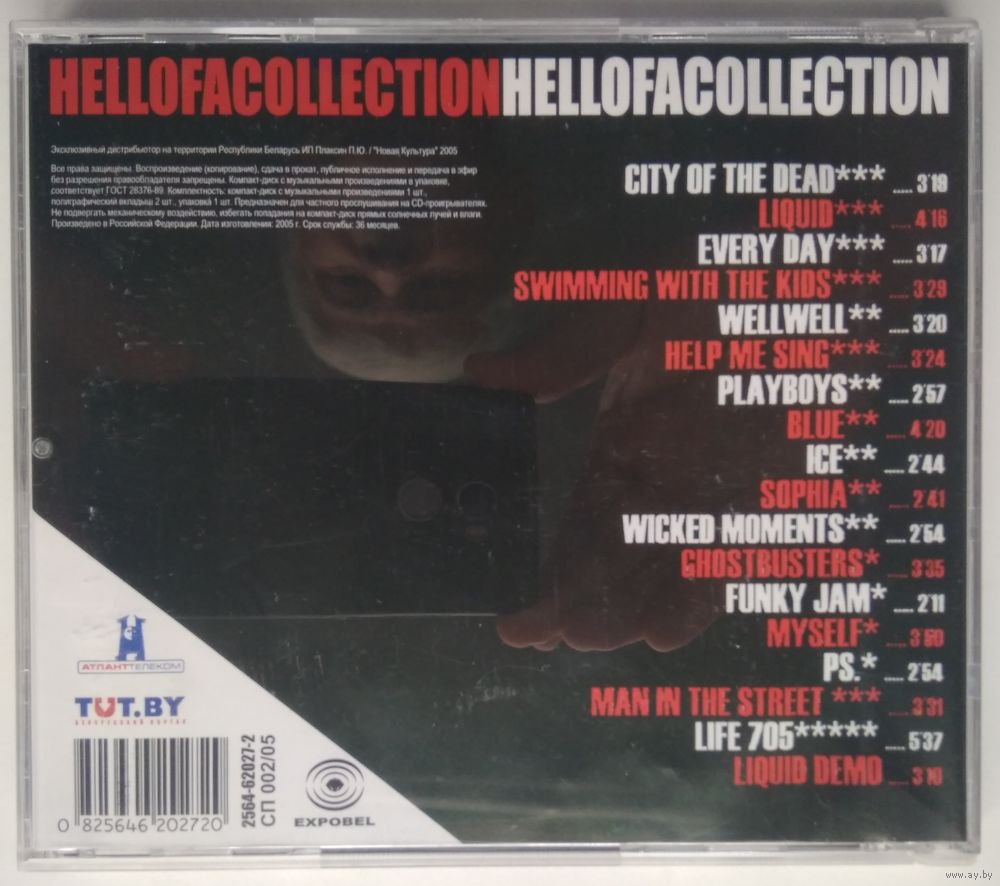 HELLOFACOLLECTIONHELLOFACOLLECTION
Эксклюзивный дистрибьютор на территории Республики Беларусь ИП Плаксин П.Ю. / "Новая Культура" 2005
Все права защищены. Воспроизведение (копирование), сдача в прокат, публичное исполнение и передача в эфир
без разрешения правообладателя запрещены. Компакт-диск с музыкальными произведениями в упаковке,
соответствует ГОСТ 28376-89. Комплектность: компакт-диск с музыкальными произведениями 1 шт.,
полиграфический вкладыш 2 шт., упаковка 1 шт. Предназначен для частного прослушивания на CD-проигрывателях.
Не подвергать механическому воздействию, избегать попадания на компакт-диск прямых солнечных лучей и влаги.
Произведено в Российской Федерации. Дата изготовления: 2005 г. Срок службы: 36 месяцев.
CITY OF THE DEAD*** ..... 3'19
LIQUID*** ..... 4'16
EVERY DAY*** ..... 3'17
SWIMMING WITH THE KIDS*** ..... 3'29
WELLWELL** ..... 3'20
HELP ME SING*** ..... 3'24
PLAYBOYS** ..... 2'57
BLUE** ..... 4'20
ICE** ..... 2'44
SOPHIA** ..... 2'41
WICKED MOMENTS** ..... 2'54
GHOSTBUSTERS* ..... 3'35
FUNKY JAM* ..... 2'11
MYSELF* ..... 3'50
PS.* ..... 2'54
MAN IN THE STREET *** ..... 3'31
LIFE 705***** ..... 5'37
LIQUID DEMO ..... 3'10
АТЛАНТТЕЛЕКОМ
TUT.BY
БЕЛОРУССКИЙ ПОРТАЛ
0 825646 202720
2564-62027-2
СП 002/05
EXPOBEL
www.ay.by